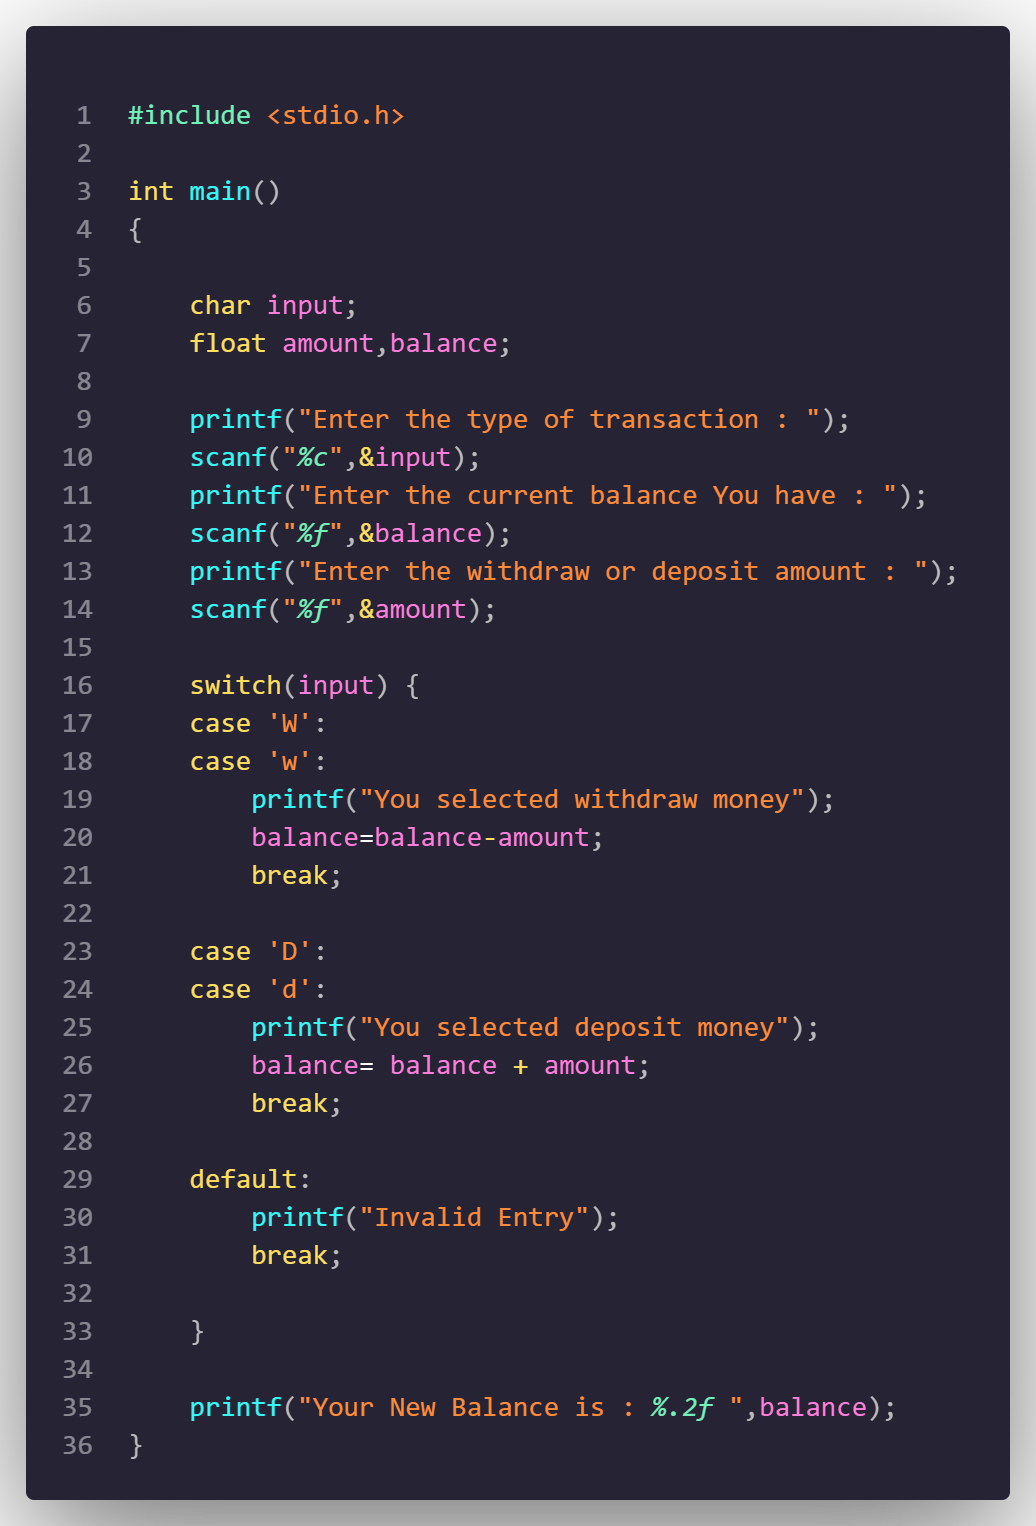 1 #include <stdio.h>
2
3 int main()
4 {
5
6     char input;
7     float amount,balance;
8
9     printf("Enter the type of transaction : ");
10     scanf("%c",&input);
11     printf("Enter the current balance You have : ");
12     scanf("%f",&balance);
13     printf("Enter the withdraw or deposit amount : ");
14     scanf("%f",&amount);
15
16     switch(input) {
17     case 'W':
18     case 'w':
19         printf("You selected withdraw money");
20         balance=balance-amount;
21         break;
22
23     case 'D':
24     case 'd':
25         printf("You selected deposit money");
26         balance= balance + amount;
27         break;
28
29     default:
30         printf("Invalid Entry");
31         break;
32
33     }
34
35     printf("Your New Balance is : %.2f ",balance);
36 }